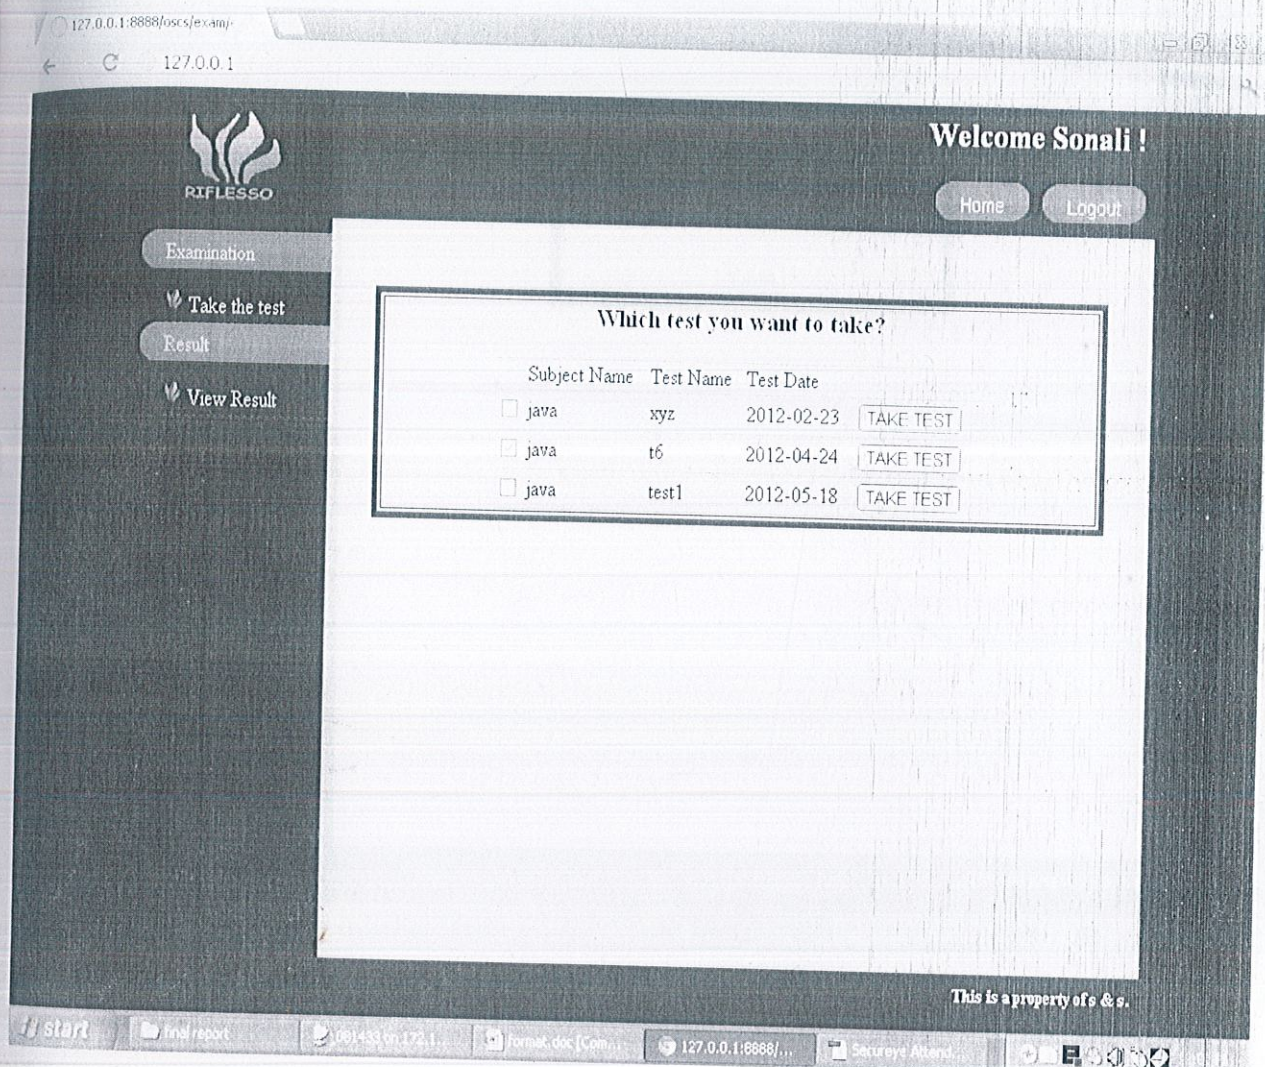 127.0.0.1:8888/oscs/exam/
127.0.0.1
RIFLESSO
Welcome Sonali !
Home Logout
Examination
Take the test
Result
View Result
Which test you want to take?
Subject Name Test Name Test Date
java xyz 2012-02-23 TAKE TEST
java t6 2012-04-24 TAKE TEST
java test1 2012-05-18 TAKE TEST
This is a property of s & s.
start final report format.doc [Com... 127.0.0.1:8888/... Secureye Attend...